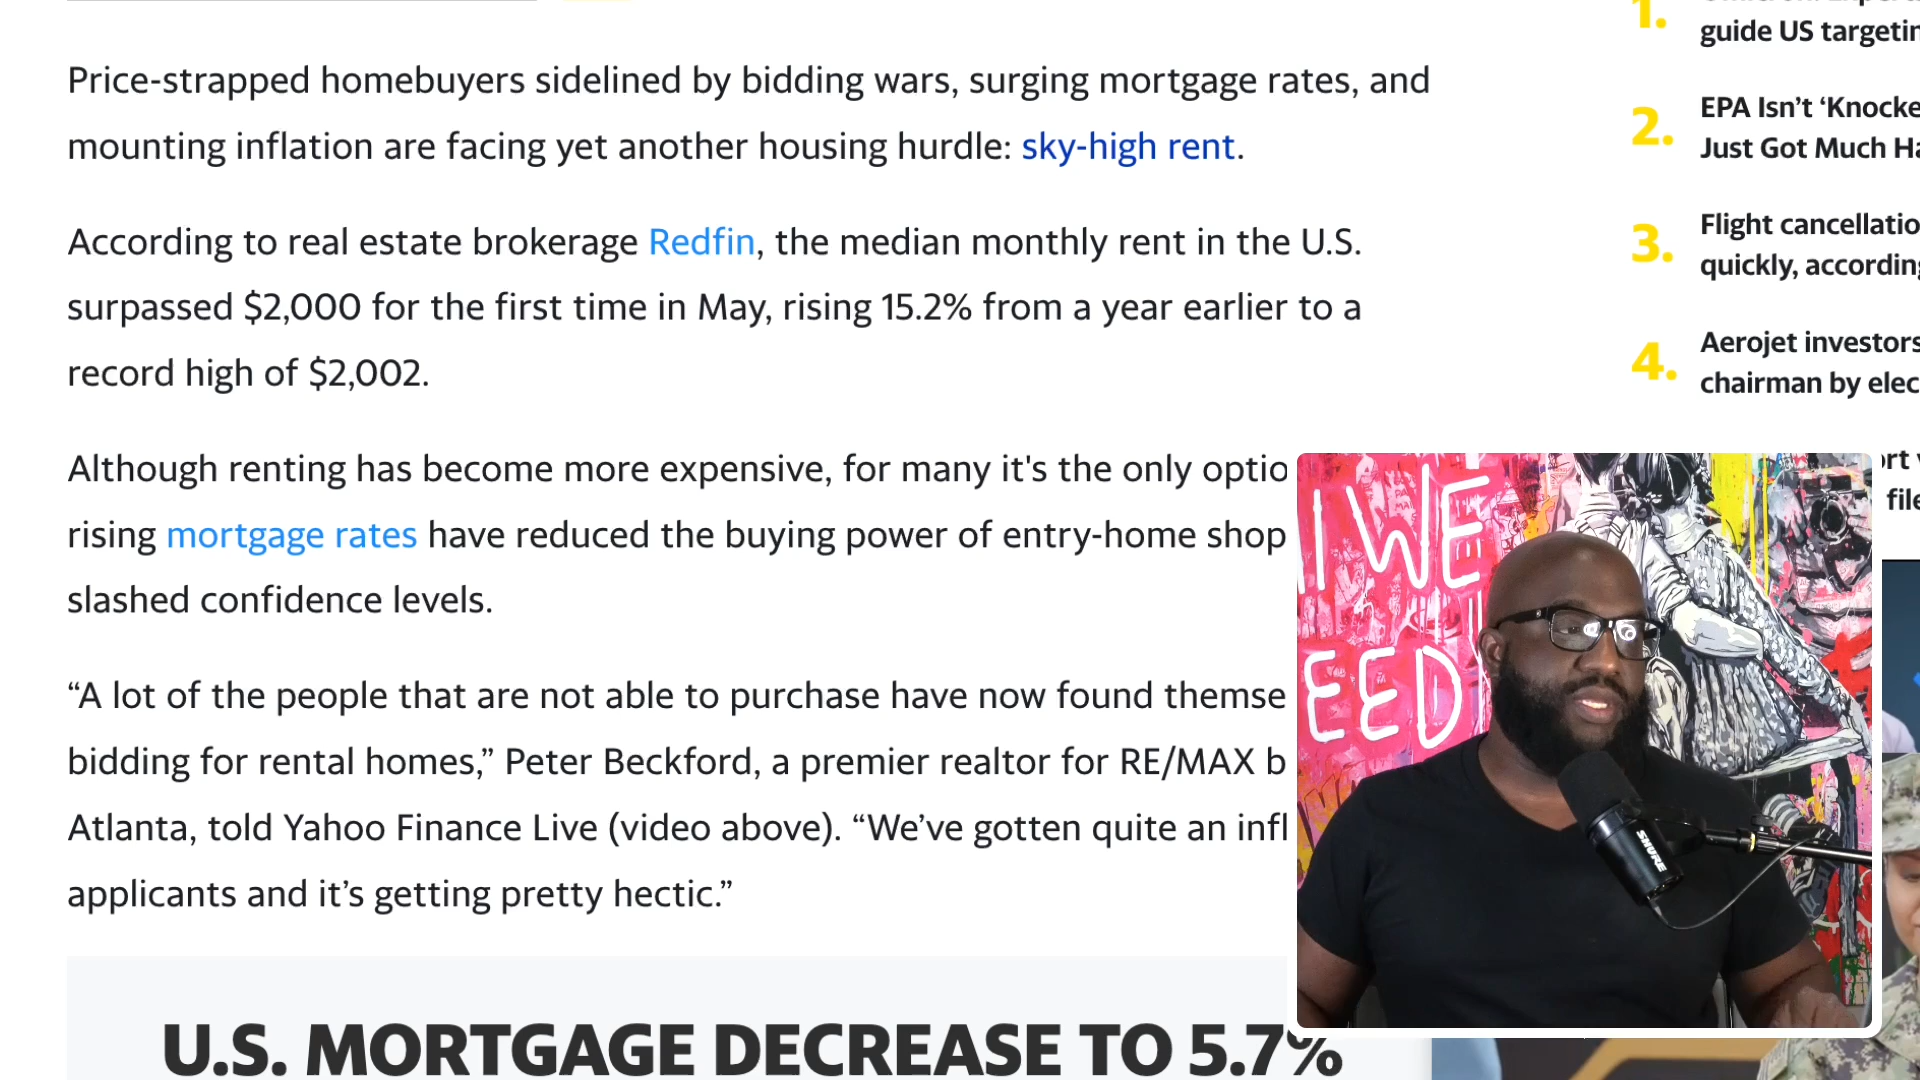 Price-strapped homebuyers sidelined by bidding wars, surging mortgage rates, and
mounting inflation are facing yet another housing hurdle: sky-high rent.
According to real estate brokerage Redfin, the median monthly rent in the U.S.
surpassed $2,000 for the first time in May, rising 15.2% from a year earlier to a
record high of $2,002.
Although renting has become more expensive, for many it's the only optio
rising mortgage rates have reduced the buying power of entry-home shop
slashed confidence levels.
“A lot of the people that are not able to purchase have now found themse
bidding for rental homes,” Peter Beckford, a premier realtor for RE/MAX b
Atlanta, told Yahoo Finance Live (video above). “We’ve gotten quite an infl
applicants and it’s getting pretty hectic.”
U.S. MORTGAGE DECREASE TO 5.7%
1.
guide US targetin
2. EPA Isn’t ‘Knocke
Just Got Much Ha
3. Flight cancellatio
quickly, according
4. Aerojet investors
chairman by elec
ort
file
WE
EED
SHURE